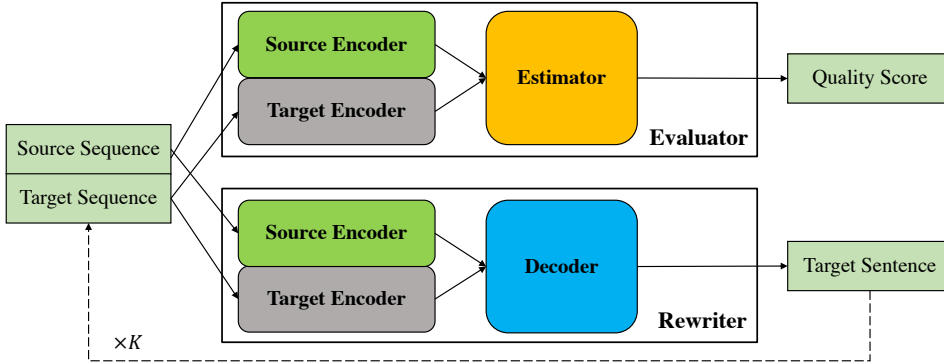 Source Sequence
Target Sequence
Source Encoder
Target Encoder
Estimator
Evaluator
Quality Score
Source Encoder
Target Encoder
Decoder
Rewriter
Target Sentence
×K